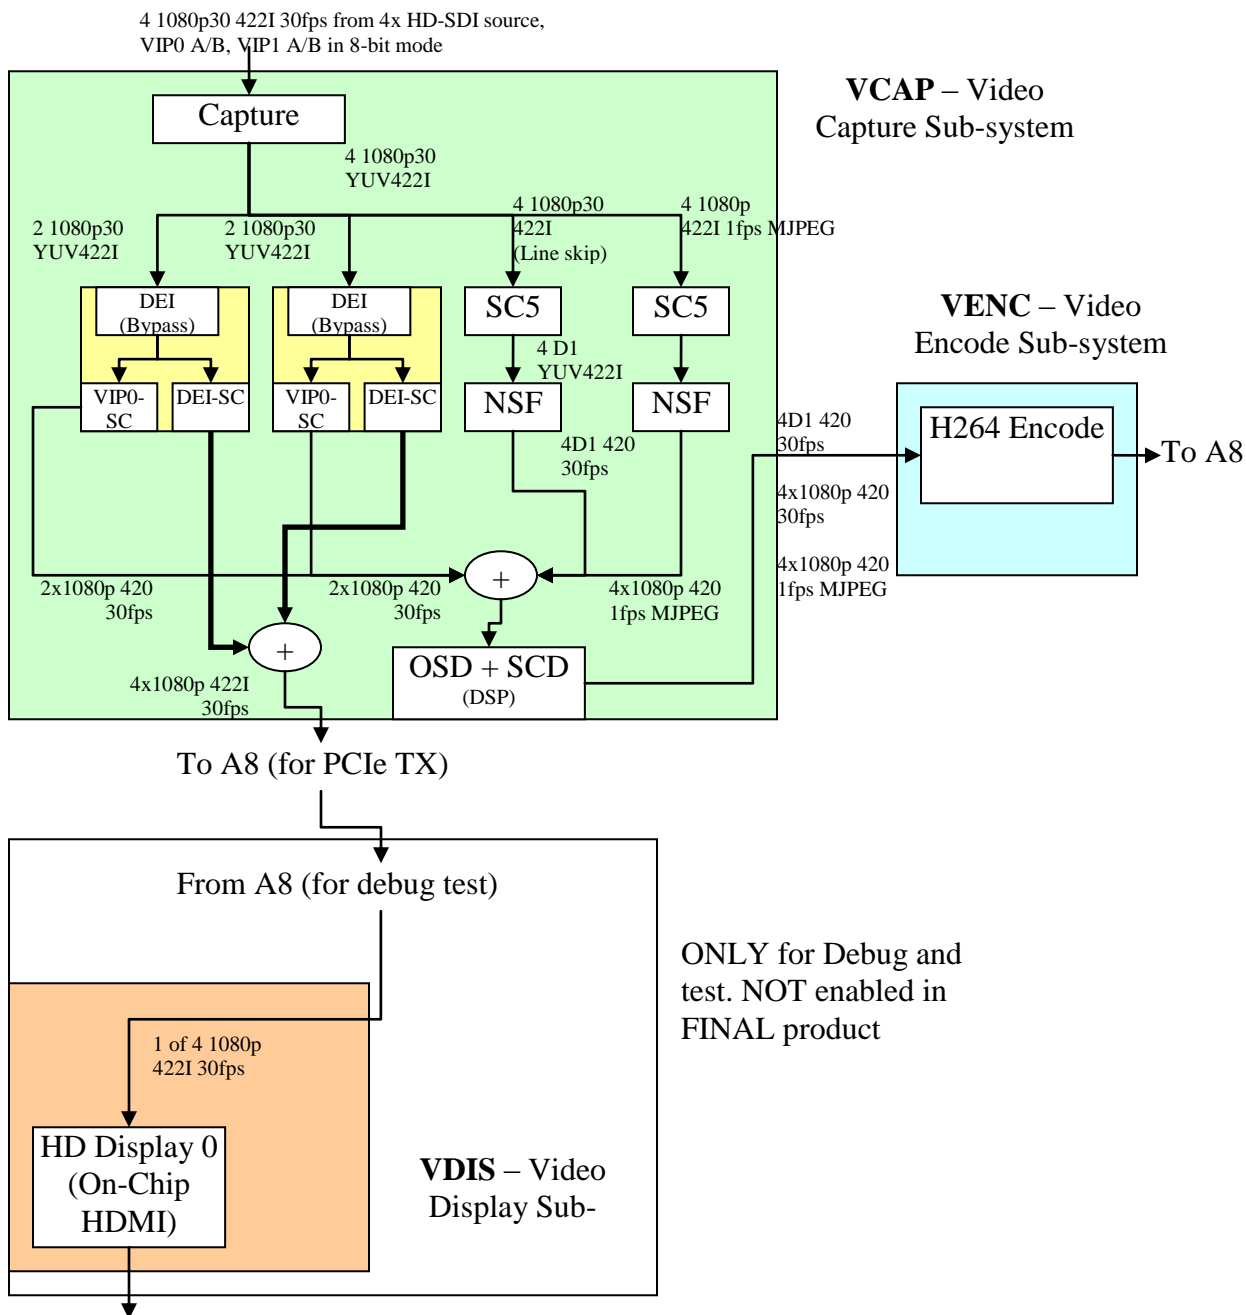 4 1080p30 422I 30fps from 4x HD-SDI source,
VIP0 A/B, VIP1 A/B in 8-bit mode
VCAP – Video
Capture Sub-system
Capture
4 1080p30
YUV422I
2 1080p30
YUV422I
2 1080p30
YUV422I
4 1080p30
422I
(Line skip)
4 1080p
422I 1fps MJPEG
DEI
(Bypass)
DEI
(Bypass)
SC5
SC5
4 D1
YUV422I
VIP0-
SC
DEI-SC
VIP0-
SC
DEI-SC
NSF
NSF
VENC – Video
Encode Sub-system
4D1 420
30fps
4D1 420
30fps
H264 Encode
To A8
4x1080p 420
30fps
4x1080p 420
1fps MJPEG
2x1080p 420
30fps
2x1080p 420
30fps
+
4x1080p 420
1fps MJPEG
+
4x1080p 422I
30fps
OSD + SCD
(DSP)
To A8 (for PCIe TX)
From A8 (for debug test)
ONLY for Debug and
test. NOT enabled in
FINAL product
1 of 4 1080p
422I 30fps
HD Display 0
(On-Chip
HDMI)
VDIS – Video
Display Sub-